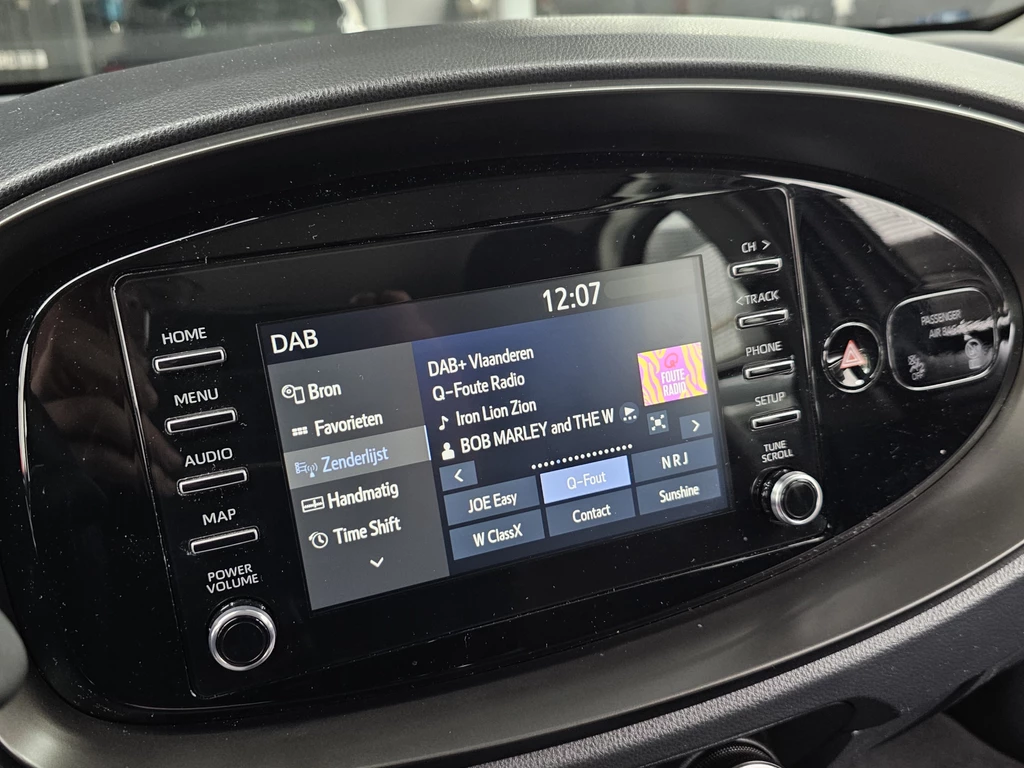 HOME
MENU
AUDIO
MAP
POWER
VOLUME
DAB
12:07
Bron
Favorieten
Zenderlijst
Handmatig
Time Shift
DAB+ Vlaanderen
Q-Foute Radio
Iron Lion Zion
BOB MARLEY and THE W
Q
FOUTE
RADIO
<
>
JOE Easy
Q-Fout
NRJ
W ClassX
Contact
Sunshine
CH >
< TRACK
PHONE
SETUP
TUNE
SCROLL
PASSENGER
AIR BAG
OFF